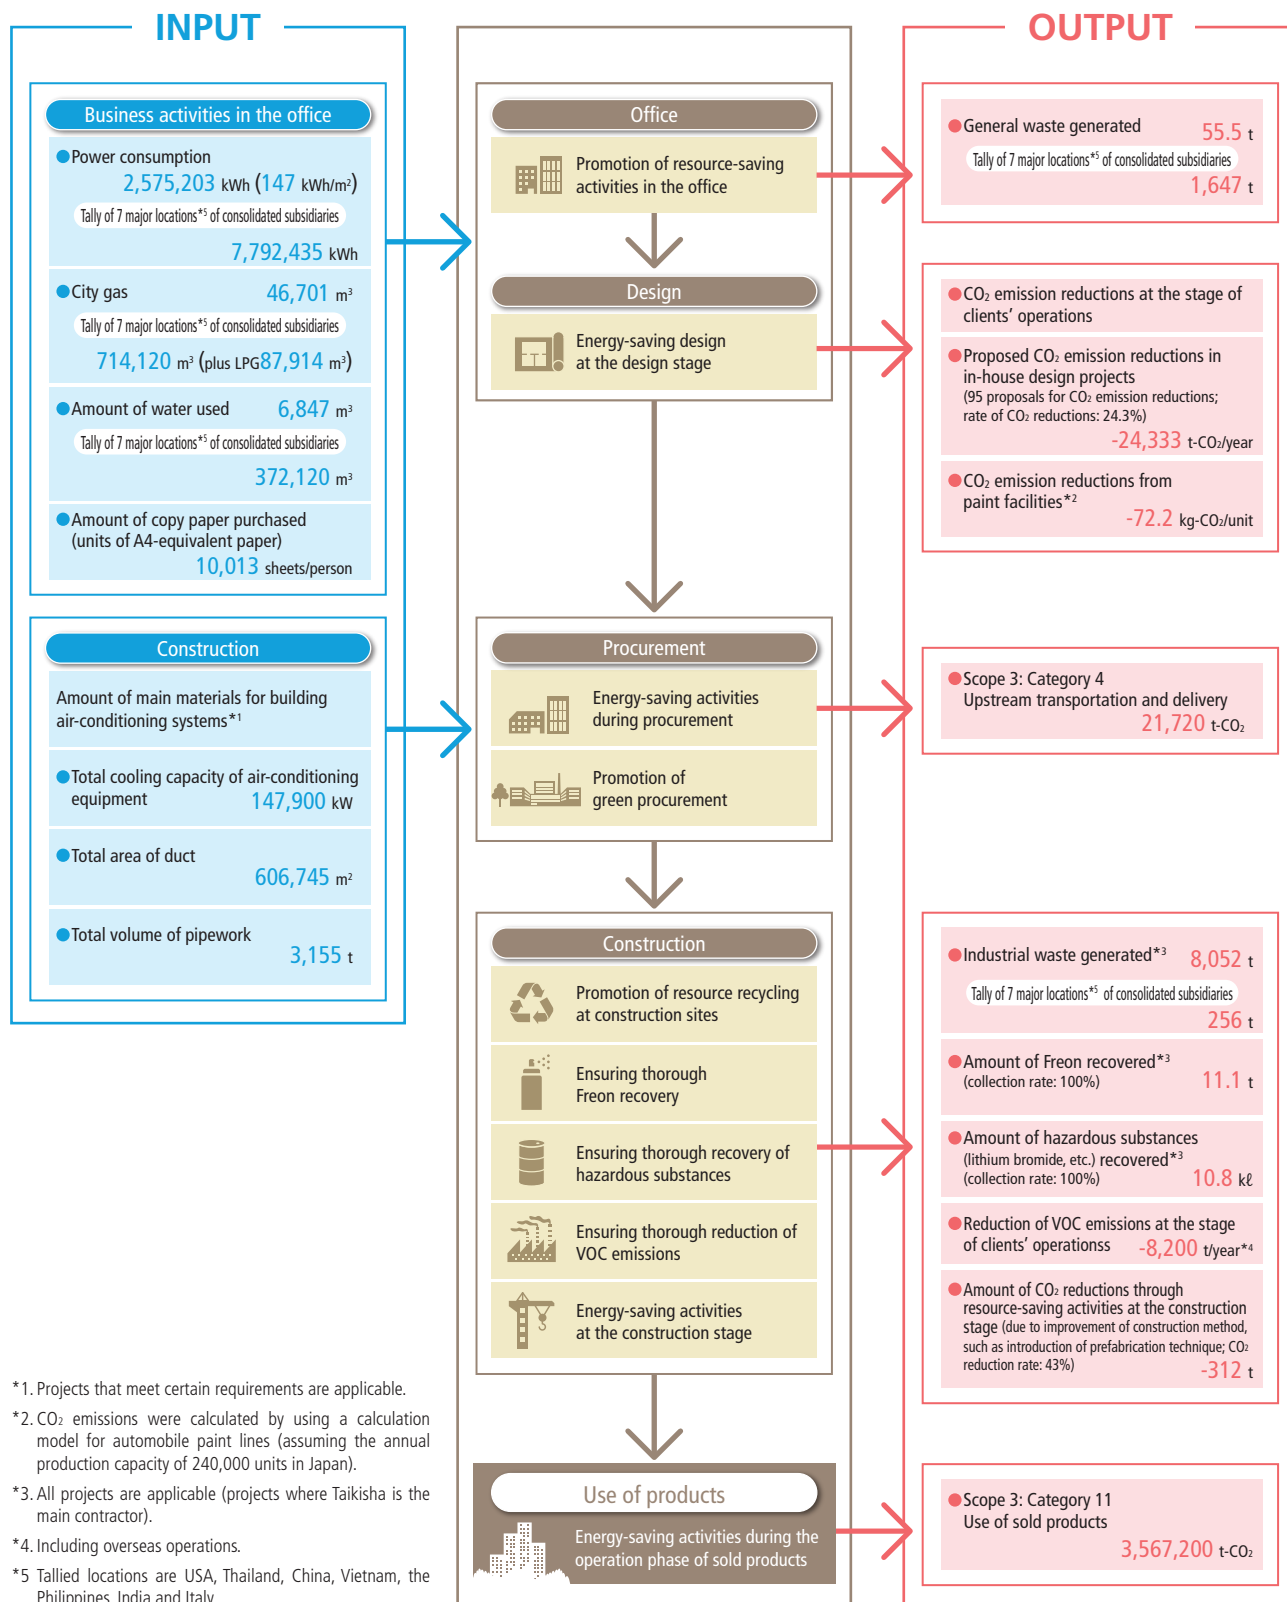 INPUT
Business activities in the office
●Power consumption
2,575,203 kWh (147 kWh/m²)
Tally of 7 major locations*5 of consolidated subsidiaries
7,792,435 kWh
●City gas 46,701 m³
Tally of 7 major locations*5 of consolidated subsidiaries
714,120 m³ (plus LPG87,914 m³)
●Amount of water used 6,847 m³
Tally of 7 major locations*5 of consolidated subsidiaries
372,120 m³
●Amount of copy paper purchased
(units of A4-equivalent paper)
10,013 sheets/person
Construction
Amount of main materials for building
air-conditioning systems*1
●Total cooling capacity of air-conditioning
equipment 147,900 kW
●Total area of duct
606,745 m²
●Total volume of pipework
3,155 t
Office
Promotion of resource-saving
activities in the office
Design
Energy-saving design
at the design stage
Procurement
Energy-saving activities
during procurement
Promotion of
green procurement
Construction
Promotion of resource recycling
at construction sites
Ensuring thorough
Freon recovery
Ensuring thorough recovery of
hazardous substances
Ensuring thorough reduction of
VOC emissions
Energy-saving activities
at the construction stage
Use of products
Energy-saving activities during the
operation phase of sold products
OUTPUT
●General waste generated 55.5 t
Tally of 7 major locations*5 of consolidated subsidiaries
1,647 t
●CO₂ emission reductions at the stage of
clients' operations
●Proposed CO₂ emission reductions in
in-house design projects
(95 proposals for CO₂ emission reductions;
rate of CO₂ reductions: 24.3%)
-24,333 t-CO₂/year
●CO₂ emission reductions from
paint facilities*2
-72.2 kg-CO₂/unit
●Scope 3: Category 4
Upstream transportation and delivery
21,720 t-CO₂
●Industrial waste generated*3 8,052 t
Tally of 7 major locations*5 of consolidated subsidiaries
256 t
●Amount of Freon recovered*3
(collection rate: 100%) 11.1 t
●Amount of hazardous substances
(lithium bromide, etc.) recovered*3
(collection rate: 100%) 10.8 kℓ
●Reduction of VOC emissions at the stage
of clients' operationss -8,200 t/year*4
●Amount of CO₂ reductions through
resource-saving activities at the construction
stage (due to improvement of construction method,
such as introduction of prefabrication technique; CO₂
reduction rate: 43%) -312 t
●Scope 3: Category 11
Use of sold products
3,567,200 t-CO₂
*1. Projects that meet certain requirements are applicable.
*2. CO₂ emissions were calculated by using a calculation
model for automobile paint lines (assuming the annual
production capacity of 240,000 units in Japan).
*3. All projects are applicable (projects where Taikisha is the
main contractor).
*4. Including overseas operations.
*5 Tallied locations are USA, Thailand, China, Vietnam, the
Philippines, India and Italy